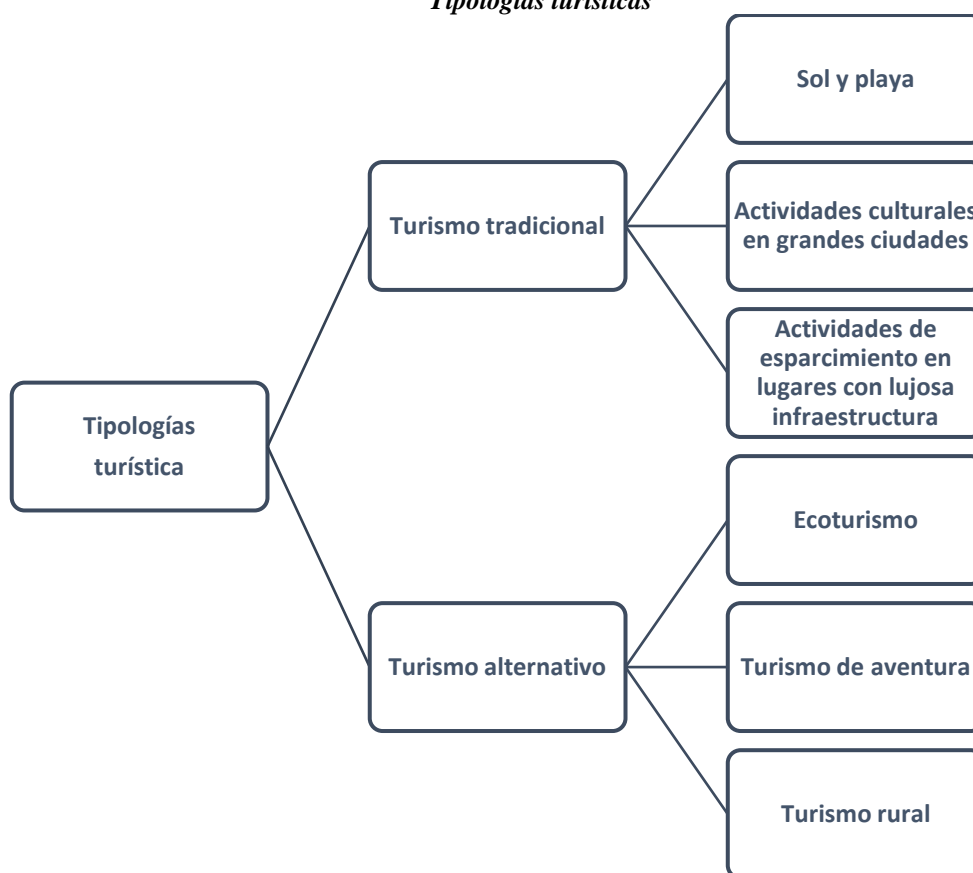 Tipologías turísticas
Sol y playa
Turismo tradicional
Actividades culturales
en grandes ciudades
Actividades de
esparcimiento en
lugares con lujosa
infraestructura
Tipologías
turística
Ecoturismo
Turismo alternativo
Turismo de aventura
Turismo rural